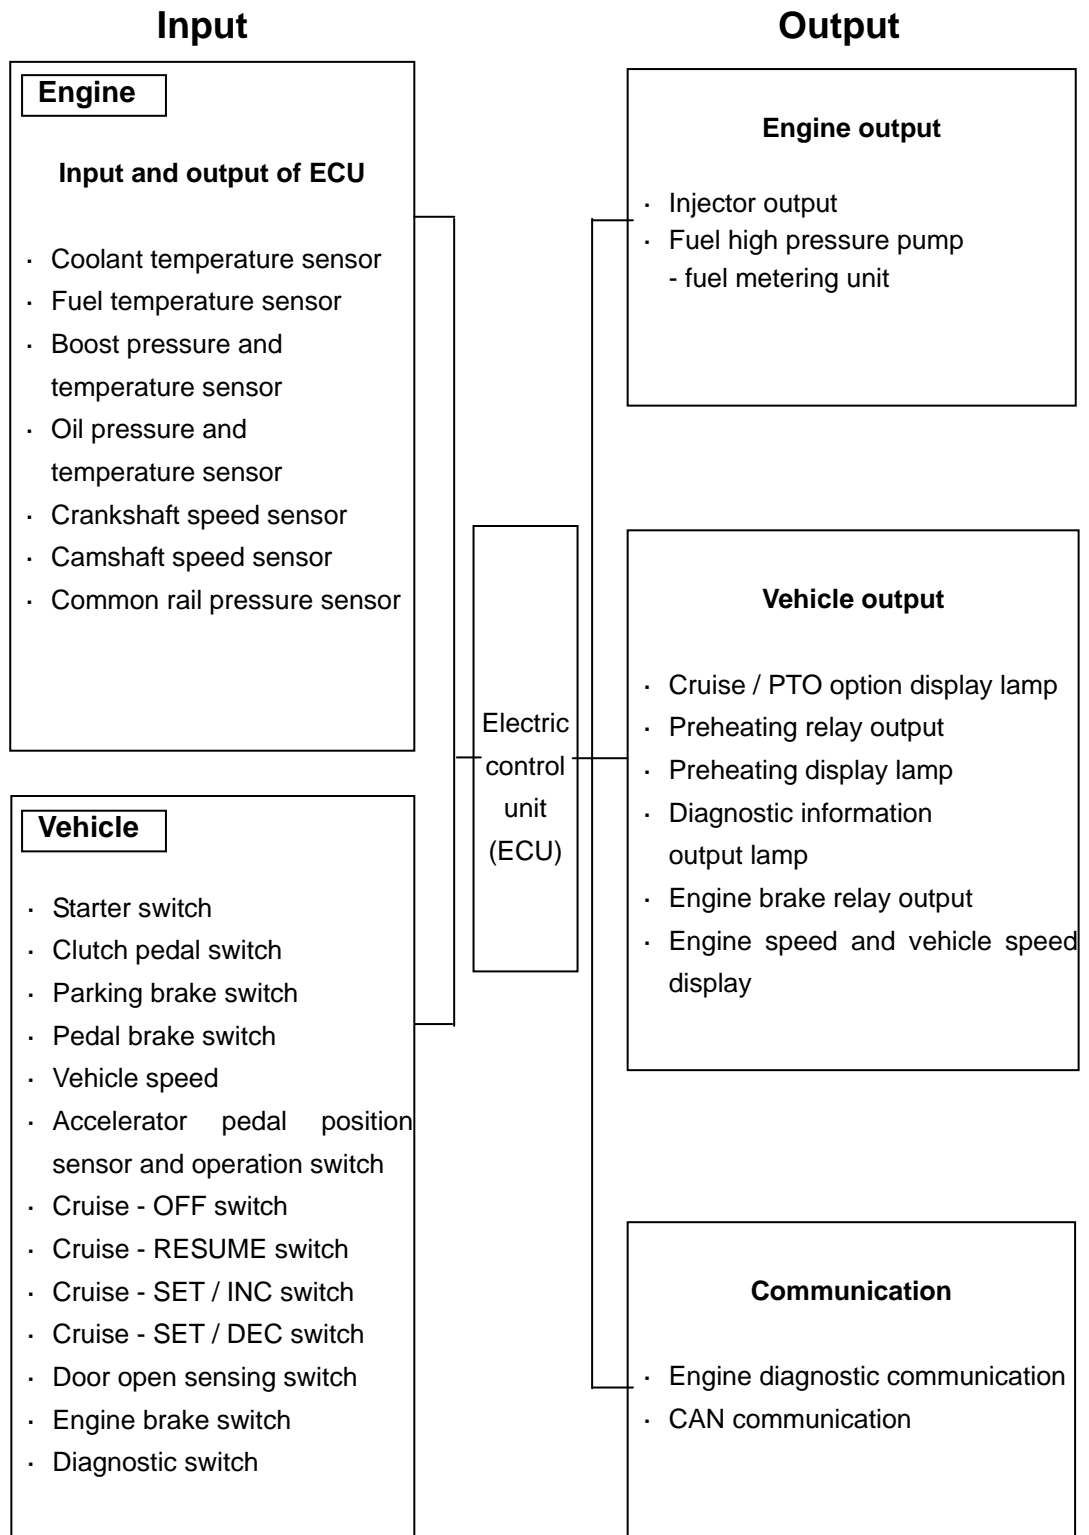 Input
Engine
Input and output of ECU
· Coolant temperature sensor
· Fuel temperature sensor
· Boost pressure and
temperature sensor
· Oil pressure and
temperature sensor
· Crankshaft speed sensor
· Camshaft speed sensor
· Common rail pressure sensor
Vehicle
· Starter switch
· Clutch pedal switch
· Parking brake switch
· Pedal brake switch
· Vehicle speed
· Accelerator pedal position
sensor and operation switch
· Cruise - OFF switch
· Cruise - RESUME switch
· Cruise - SET / INC switch
· Cruise - SET / DEC switch
· Door open sensing switch
· Engine brake switch
· Diagnostic switch
Electric
control
unit
(ECU)
Output
Engine output
· Injector output
· Fuel high pressure pump
- fuel metering unit
Vehicle output
· Cruise / PTO option display lamp
· Preheating relay output
· Preheating display lamp
· Diagnostic information
output lamp
· Engine brake relay output
· Engine speed and vehicle speed
display
Communication
· Engine diagnostic communication
· CAN communication